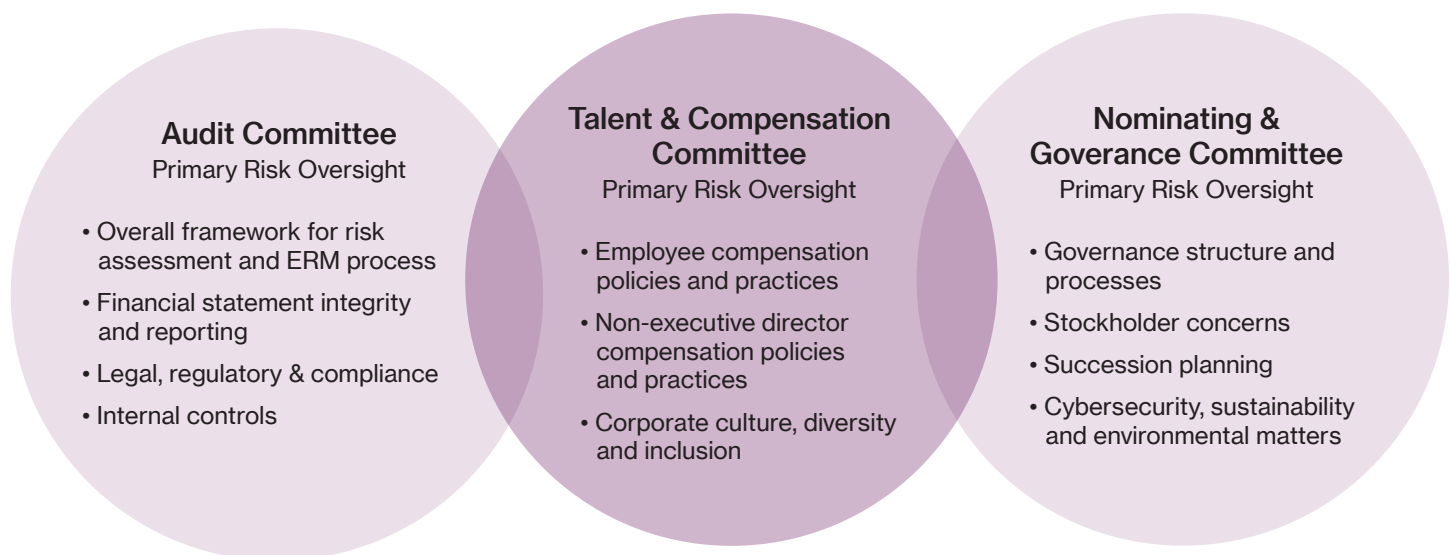 Audit Committee
Primary Risk Oversight
• Overall framework for risk
assessment and ERM process
• Financial statement integrity
and reporting
• Legal, regulatory & compliance
• Internal controls
Talent & Compensation
Committee
Primary Risk Oversight
• Employee compensation
policies and practices
• Non-executive director
compensation policies
and practices
• Corporate culture, diversity
and inclusion
Nominating &
Goverance Committee
Primary Risk Oversight
• Governance structure and
processes
• Stockholder concerns
• Succession planning
• Cybersecurity, sustainability
and environmental matters